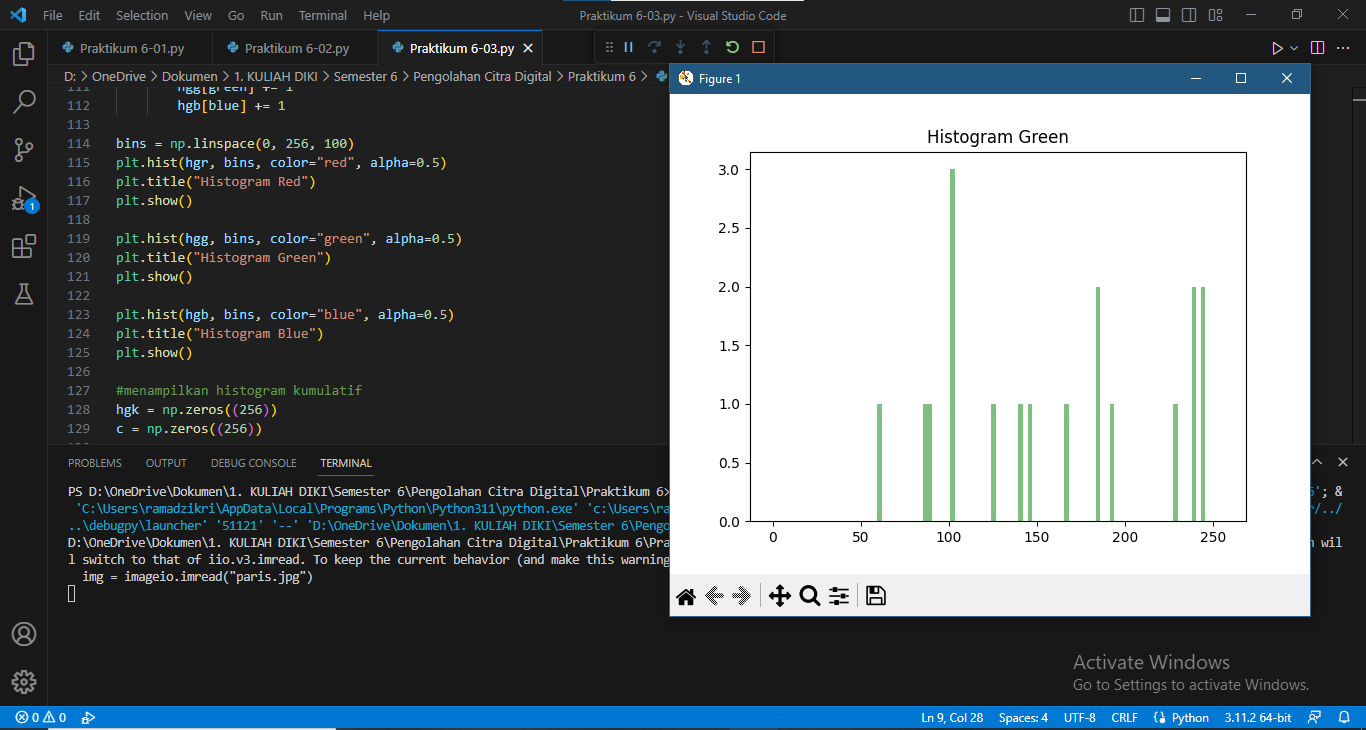 File Edit Selection View Go Run Terminal Help
Praktikum 6-03.py - Visual Studio Code
Praktikum 6-01.py
Praktikum 6-02.py
Praktikum 6-03.py
D: > OneDrive > Dokumen > 1. KULIAH DIKI > Semester 6 > Pengolahan Citra Digital > Praktikum 6 >
111 hgg[green] += 1
112 hgb[blue] += 1
113
114 bins = np.linspace(0, 256, 100)
115 plt.hist(hgr, bins, color="red", alpha=0.5)
116 plt.title("Histogram Red")
117 plt.show()
118
119 plt.hist(hgg, bins, color="green", alpha=0.5)
120 plt.title("Histogram Green")
121 plt.show()
122
123 plt.hist(hgb, bins, color="blue", alpha=0.5)
124 plt.title("Histogram Blue")
125 plt.show()
126
127 #menampilkan histogram kumulatif
128 hgk = np.zeros((256))
129 c = np.zeros((256))
Figure 1
Histogram Green
3.0
2.5
2.0
1.5
1.0
0.5
0.0
0 50 100 150 200 250
PROBLEMS OUTPUT DEBUG CONSOLE TERMINAL
PS D:\OneDrive\Dokumen\1. KULIAH DIKI\Semester 6\Pengolahan Citra Digital\Praktikum 6> 6'; &
'C:\Users\ramadzikri\AppData\Local\Programs\Python\Python311\python.exe' 'c:\Users\ra r/../
..\debugpy\launcher' '51121' '--' 'D:\OneDrive\Dokumen\1. KULIAH DIKI\Semester 6\Pengo
D:\OneDrive\Dokumen\1. KULIAH DIKI\Semester 6\Pengolahan Citra Digital\Praktikum 6\Pra n wil
l switch to that of iio.v3.imread. To keep the current behavior (and make this warning
img = imageio.imread("paris.jpg")
1
Activate Windows
Go to Settings to activate Windows.
0 0
Ln 9, Col 28 Spaces: 4 UTF-8 CRLF Python 3.11.2 64-bit